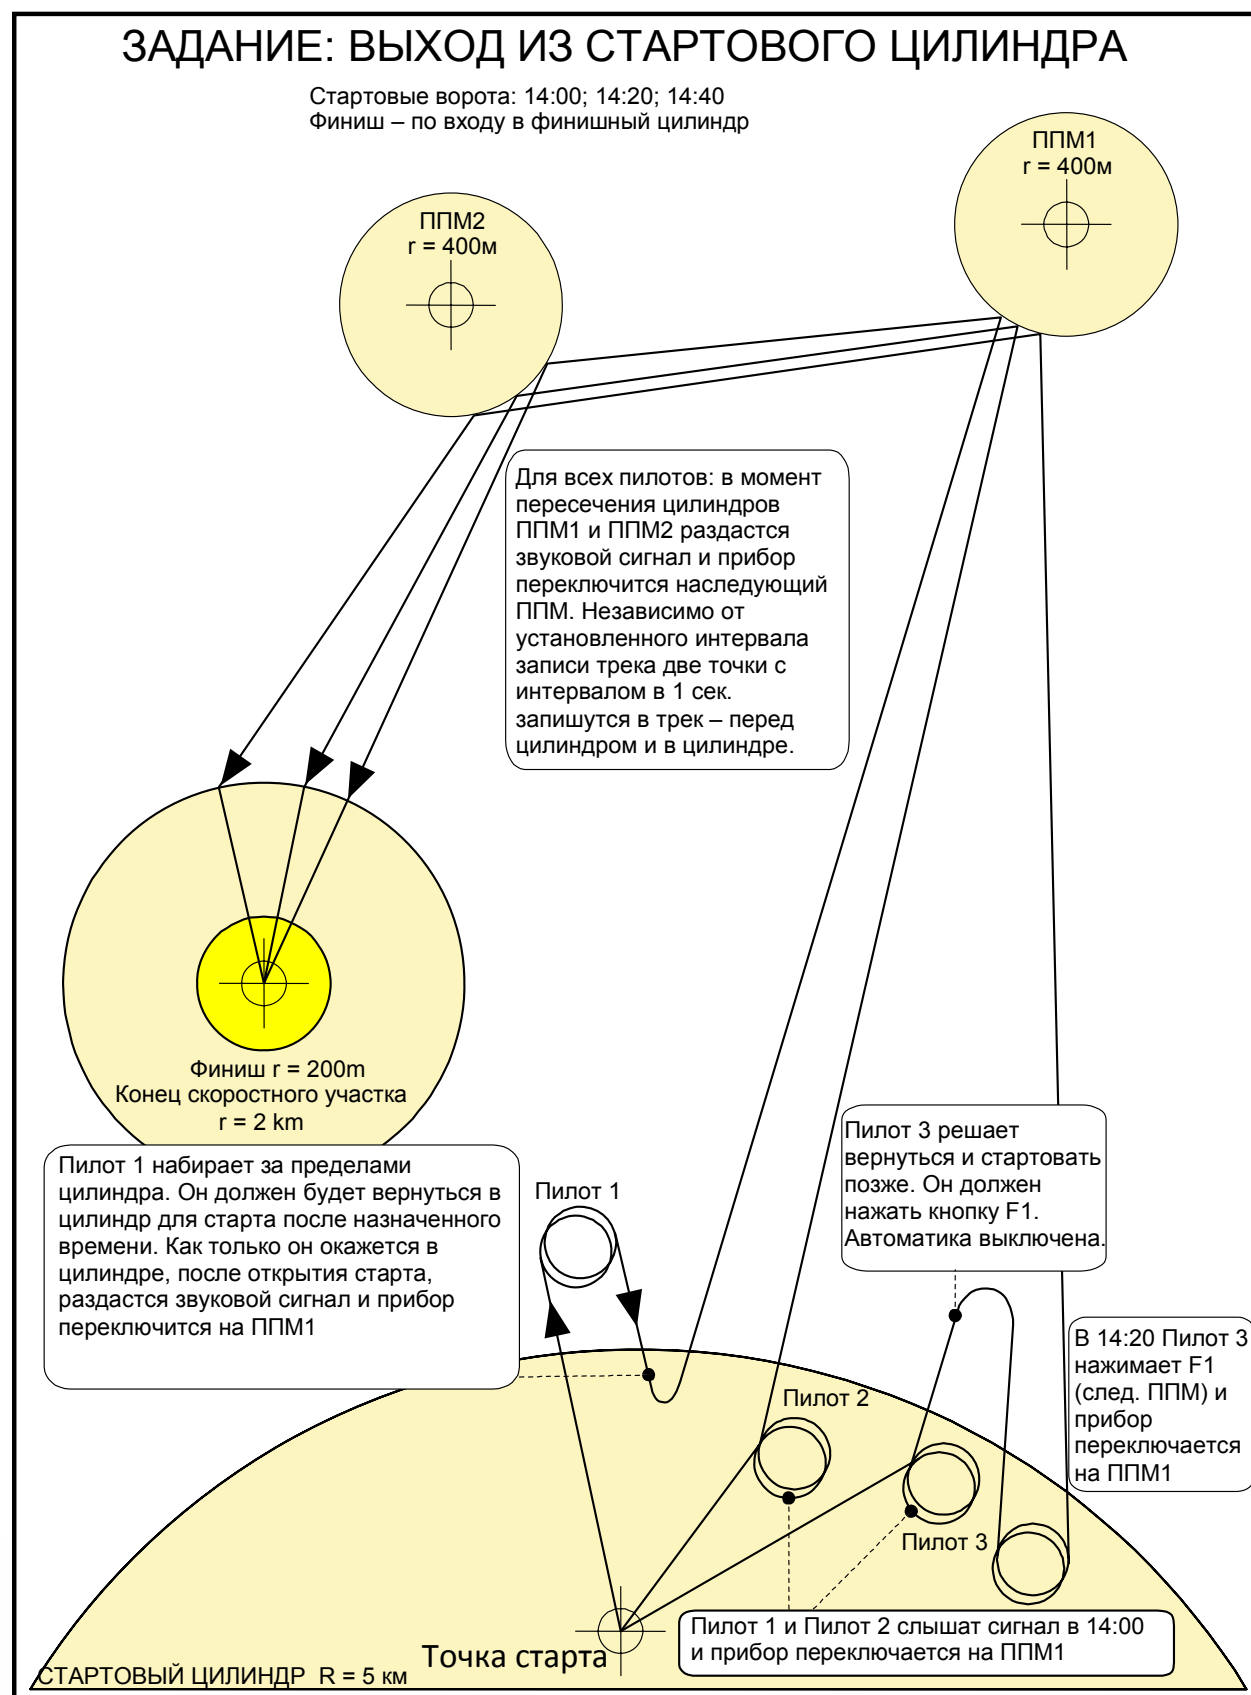 ЗАДАНИЕ: ВЫХОД ИЗ СТАРТОВОГО ЦИЛИНДРА
Стартовые ворота: 14:00; 14:20; 14:40
Финиш – по входу в финишный цилиндр
ППМ1
r = 400м
ППМ2
r = 400м
Для всех пилотов: в момент
пересечения цилиндров
ППМ1 и ППМ2 раздастся
звуковой сигнал и прибор
переключится наследующий
ППМ. Независимо от
установленного интервала
записи трека две точки с
интервалом в 1 сек.
запишутся в трек – перед
цилиндром и в цилиндре.
Финиш r = 200m
Конец скоростного участка
r = 2 km
Пилот 1 набирает за пределами
цилиндра. Он должен будет вернуться в
цилиндр для старта после назначенного
времени. Как только он окажется в
цилиндре, после открытия старта,
раздастся звуковой сигнал и прибор
переключится на ППМ1
Пилот 1
Пилот 3 решает
вернуться и стартовать
позже. Он должен
нажать кнопку F1.
Автоматика выключена.
В 14:20 Пилот 3
нажимает F1
(след. ППМ) и
прибор
переключается
на ППМ1
Пилот 2
Пилот 3
Пилот 1 и Пилот 2 слышат сигнал в 14:00
и прибор переключается на ППМ1
Точка старта
СТАРТОВЫЙ ЦИЛИНДР R = 5 км